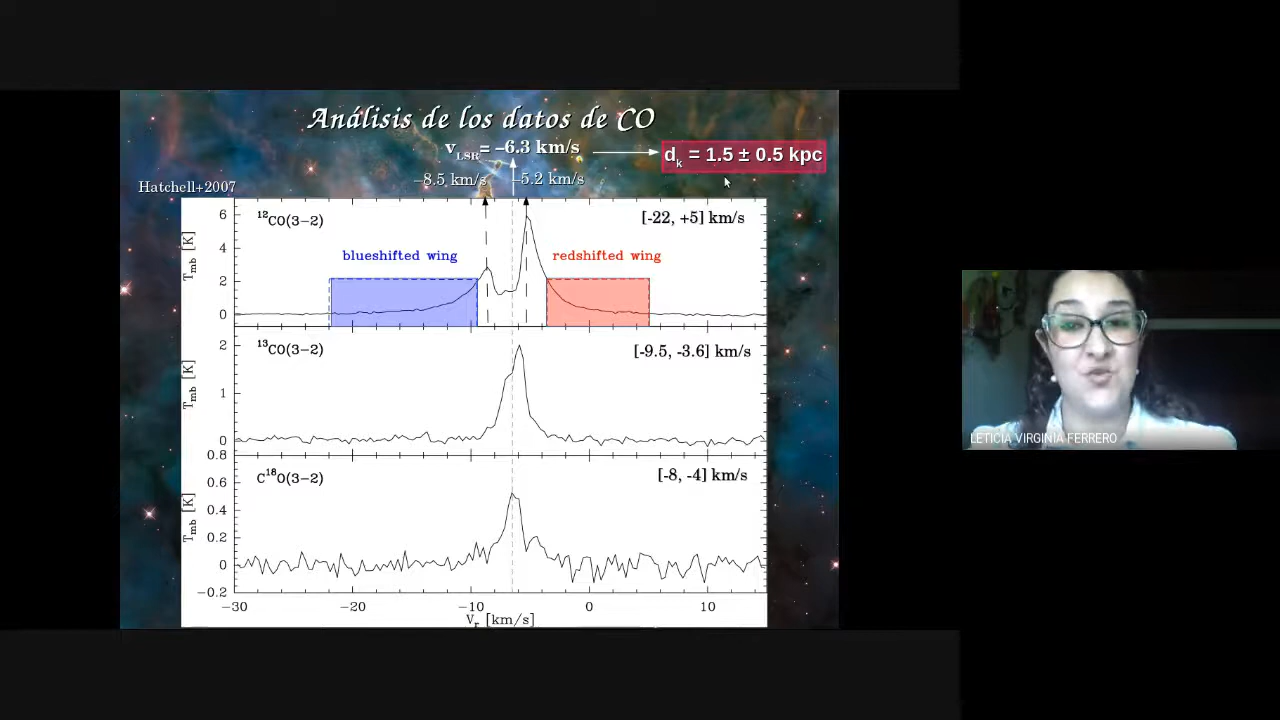 Análisis de los datos de CO
vLSR= −6.3 km/s
dk = 1.5 ± 0.5 kpc
−8.5 km/s
−5.2 km/s
Hatchell+2007
6
4
2
0
Tmb [K]
¹²CO(3−2)
[-22, +5] km/s
blueshifted wing
redshifted wing
2
1
0
Tmb [K]
¹³CO(3−2)
[-9.5, -3.6] km/s
0.8
0.6
0.4
0.2
0
−0.2
Tmb [K]
C¹⁸O(3−2)
[-8, -4] km/s
−30
−20
−10
0
10
Vr [km/s]
LETICIA VIRGINIA FERRERO